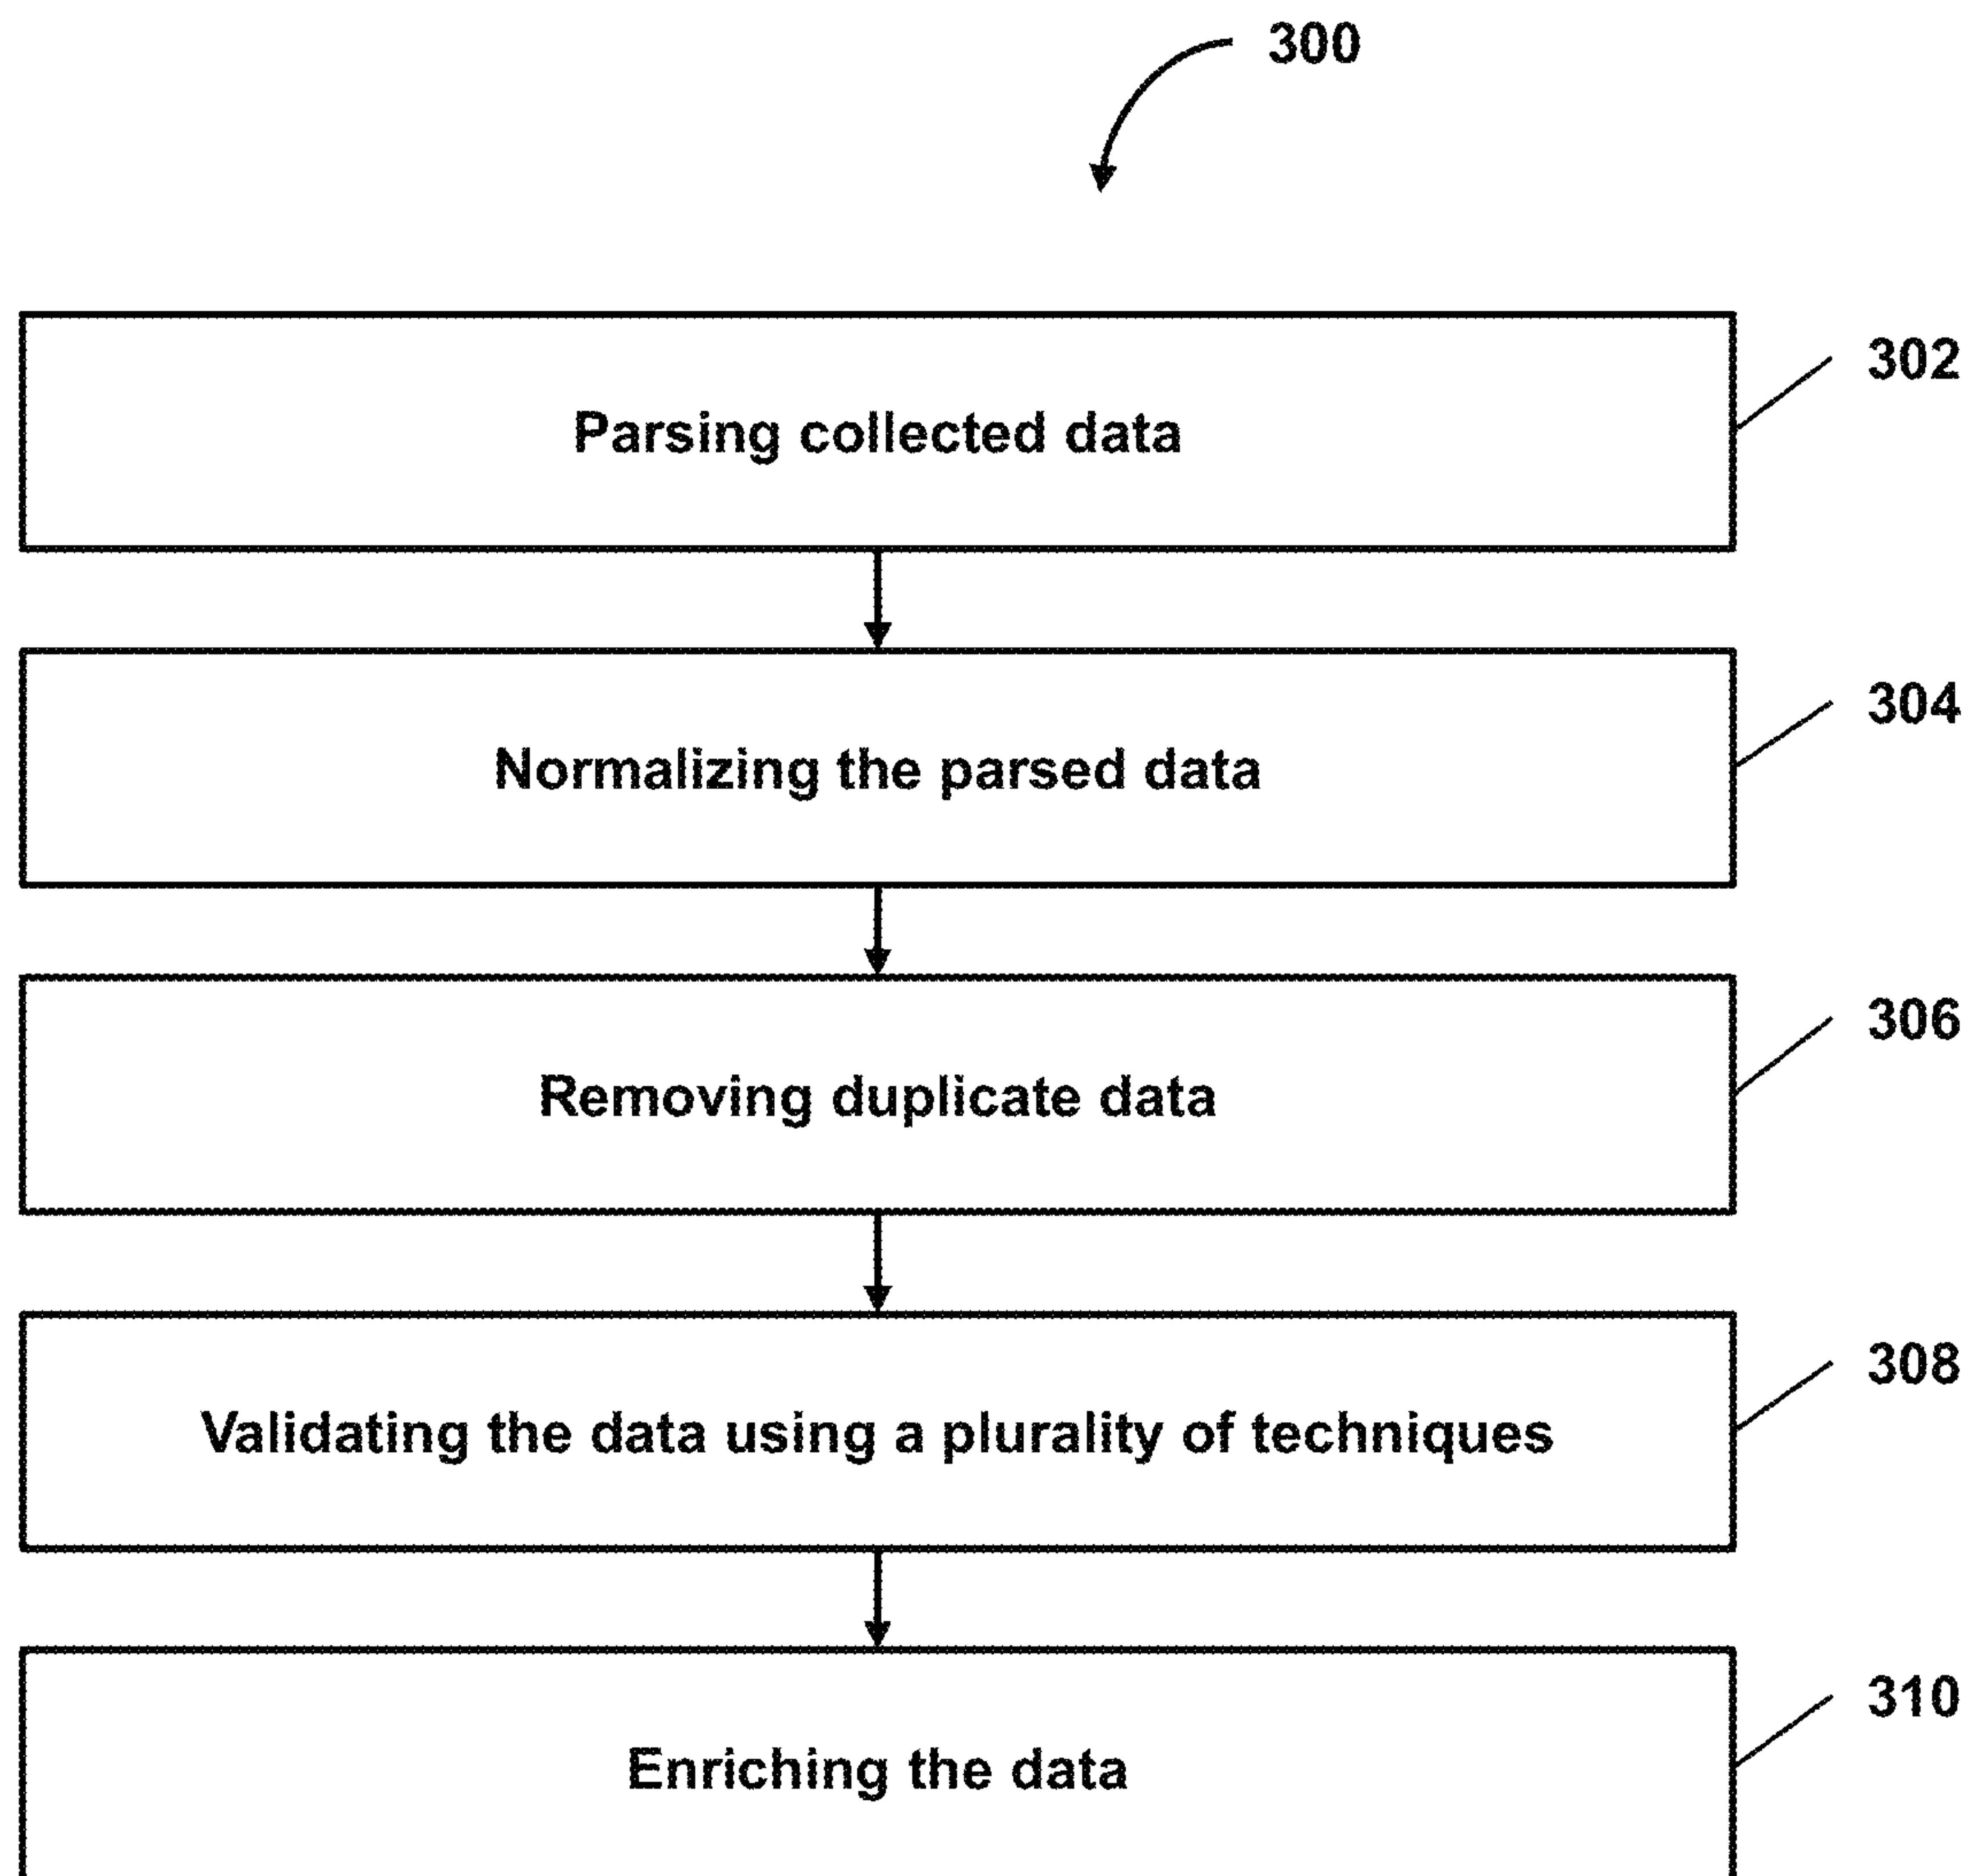 300
302
Parsing collected data
304
Normalizing the parsed data
306
Removing duplicate data
308
Validating the data using a plurality of techniques
310
Enriching the data